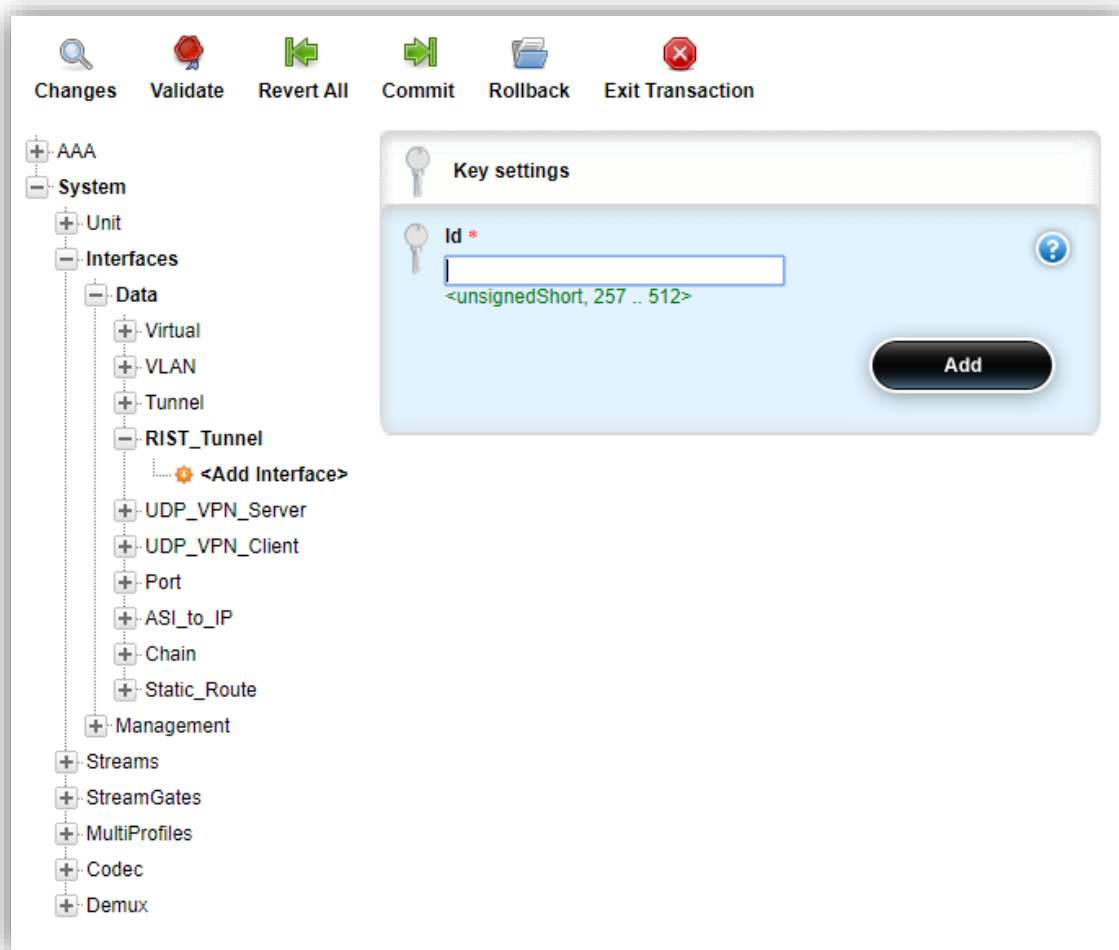 Changes Validate Revert All Commit Rollback Exit Transaction
AAA
System
Unit
Interfaces
Data
Virtual
VLAN
Tunnel
RIST_Tunnel
<Add Interface>
UDP_VPN_Server
UDP_VPN_Client
Port
ASI_to_IP
Chain
Static_Route
Management
Streams
StreamGates
MultiProfiles
Codec
Demux
Key settings
Id *
<unsignedShort, 257 .. 512>
Add